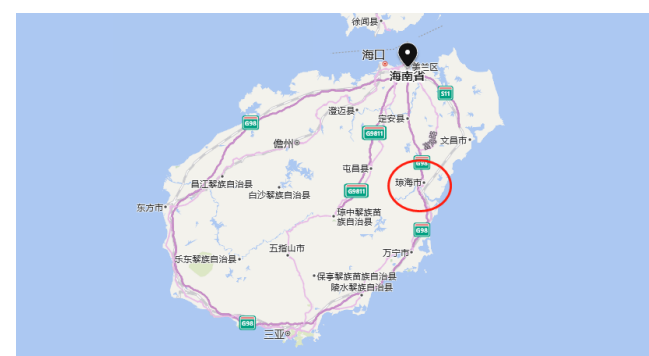 徐闻县
海口
美兰区
海南省
S11
澄迈县
定安县
G98
G9811
文昌市
儋州
屯昌县
G98
琼海市
昌江黎族自治县
白沙黎族自治县
G9811
东方市
琼中黎族苗
族自治县
G98
五指山市
万宁市
乐东黎族自治县
保亭黎族苗族自治县
陵水黎族自治县
G98
三亚